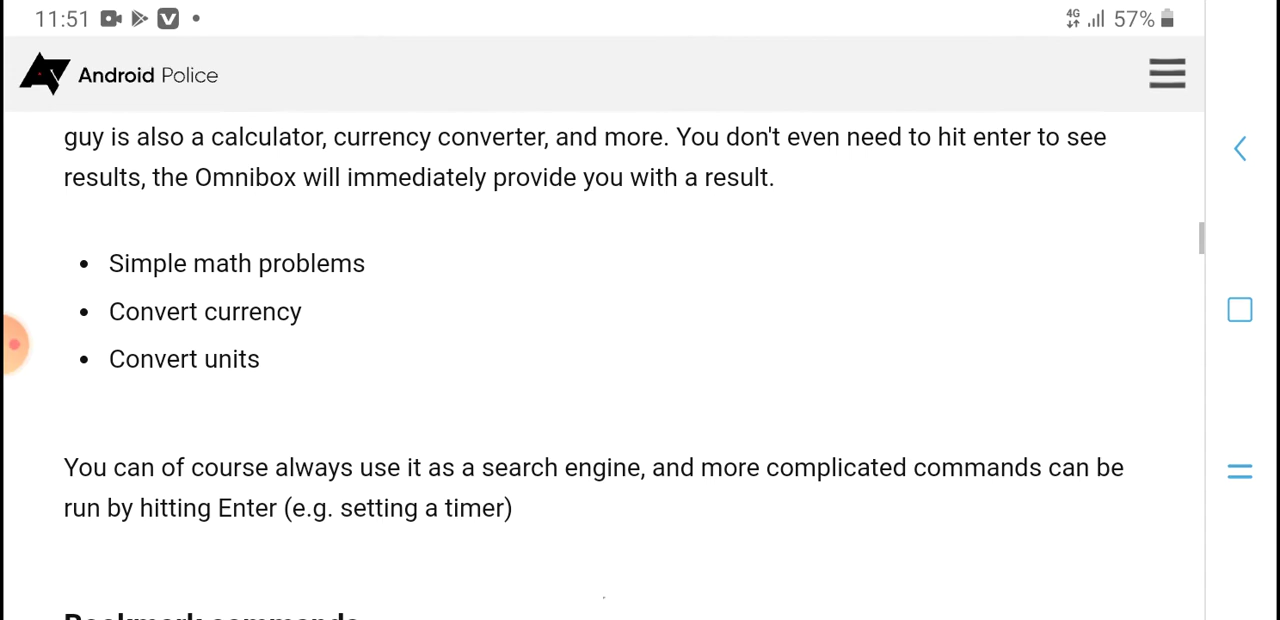 11:51
4G 57%
Android Police
guy is also a calculator, currency converter, and more. You don't even need to hit enter to see
results, the Omnibox will immediately provide you with a result.
• Simple math problems
• Convert currency
• Convert units
You can of course always use it as a search engine, and more complicated commands can be
run by hitting Enter (e.g. setting a timer)
Bookmark commands